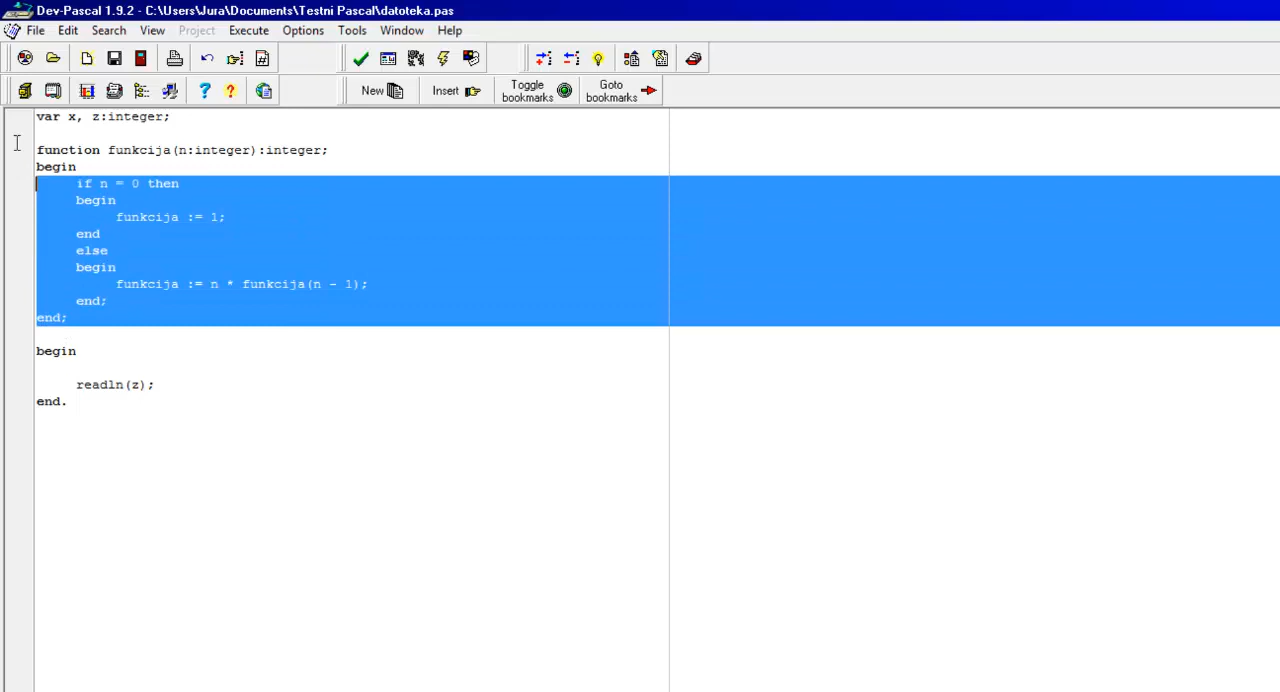 Dev-Pascal 1.9.2 - C:\Users\Jura\Documents\Testni Pascal\datoteka.pas
File Edit Search View Project Execute Options Tools Window Help
New Insert Toggle bookmarks Goto bookmarks
var x, z:integer;
function funkcija(n:integer):integer;
begin
if n = 0 then
begin
funkcija := 1;
end
else
begin
funkcija := n * funkcija(n - 1);
end;
end;
begin
readln(z);
end.